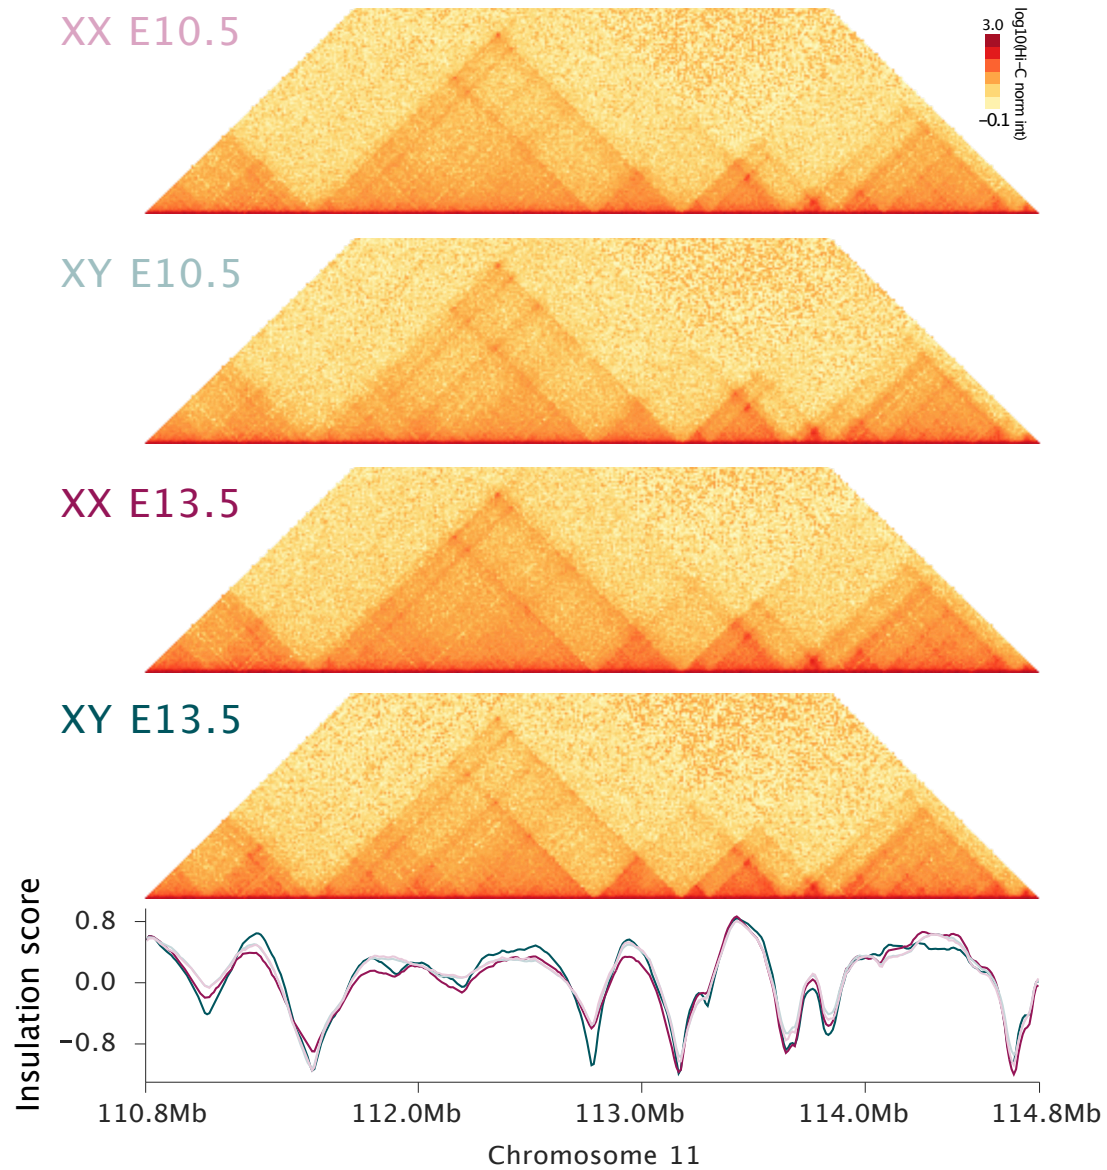 XX E10.5
3.0
−0.1
log10(Hi-C norm int)
XY E10.5
XX E13.5
XY E13.5
Insulation score
0.8
0.0
−0.8
110.8Mb
112.0Mb
113.0Mb
114.0Mb
114.8Mb
Chromosome 11